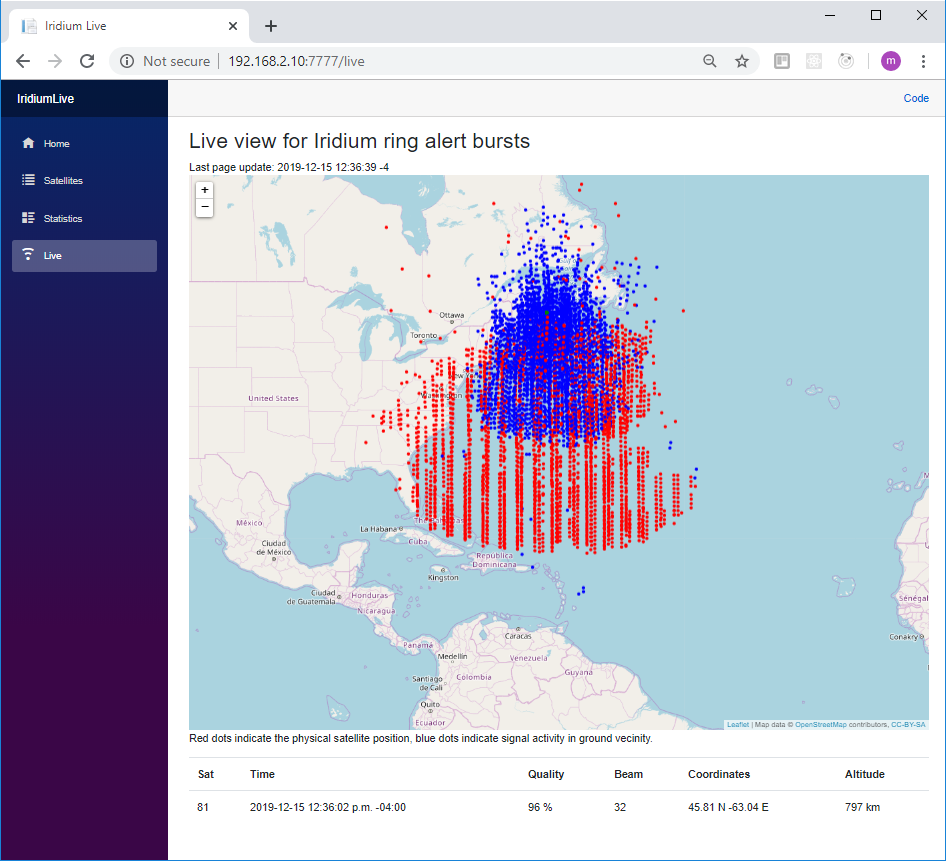 Iridium Live
Not secure 192.168.2.10:7777/live
m
IridiumLive
Code
Home
Satellites
Statistics
Live
Live view for Iridium ring alert bursts
Last page update: 2019-12-15 12:36:39 -4
+
−
Ottawa
Toronto
United States
México
Ciudad
de México
La Habana
Cuba
República
Dominicana
Kingston
Ciudad
de Guatemala
Honduras
Nicaragua
Panamá
Caracas
Medellín
Venezuela
Guyana
Colombia
Santiago
de Cali
Quito
Ecuador
Sénégal
Conakry
Leaflet | Map data © OpenStreetMap contributors, CC-BY-SA
Red dots indicate the physical satellite position, blue dots indicate signal activity in ground vecinity.
Sat Time Quality Beam Coordinates Altitude
81 2019-12-15 12:36:02 p.m. -04:00 96 % 32 45.81 N -63.04 E 797 km